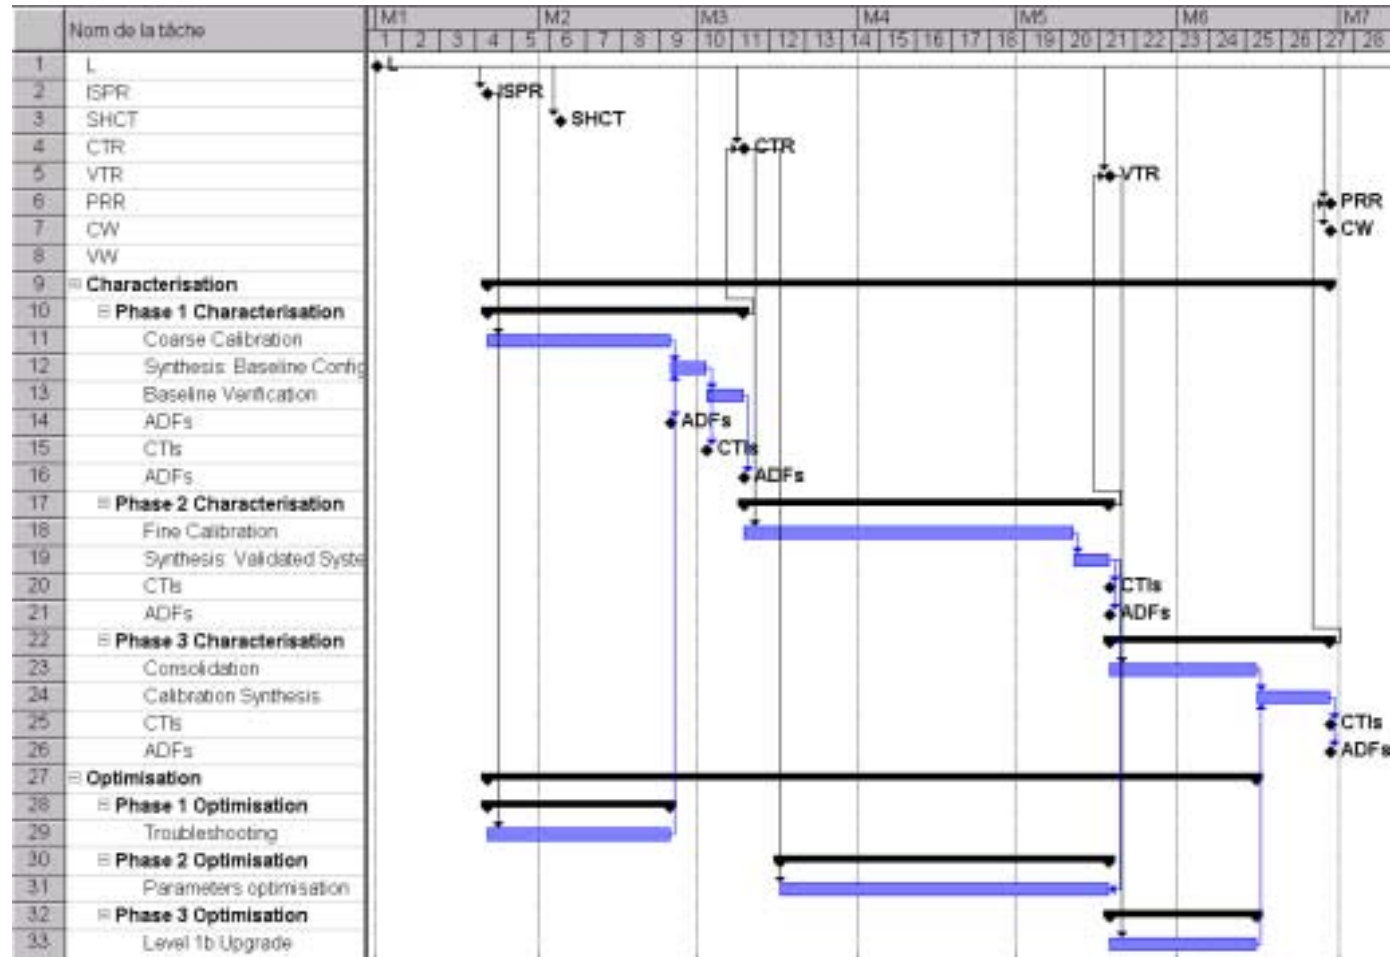 Nom de la tâche
M1 M2 M3 M4 M5 M6 M7
1 2 3 4 5 6 7 8 9 10 11 12 13 14 15 16 17 18 19 20 21 22 23 24 25 26 27 28
1 L L
2 ISPR ISPR
3 SHCT SHCT
4 CTR CTR
5 VTR VTR
6 PRR PRR
7 CW CW
8 VW
9 Characterisation
10 Phase 1 Characterisation
11 Coarse Calibration
12 Synthesis: Baseline Config
13 Baseline Verification
14 ADFs ADFs
15 CTIs CTIs
16 ADFs ADFs
17 Phase 2 Characterisation
18 Fine Calibration
19 Synthesis: Validated Syste
20 CTIs CTIs
21 ADFs ADFs
22 Phase 3 Characterisation
23 Consolidation
24 Calibration Synthesis
25 CTIs CTIs
26 ADFs ADFs
27 Optimisation
28 Phase 1 Optimisation
29 Troubleshooting
30 Phase 2 Optimisation
31 Parameters optimisation
32 Phase 3 Optimisation
33 Level 1b Upgrade